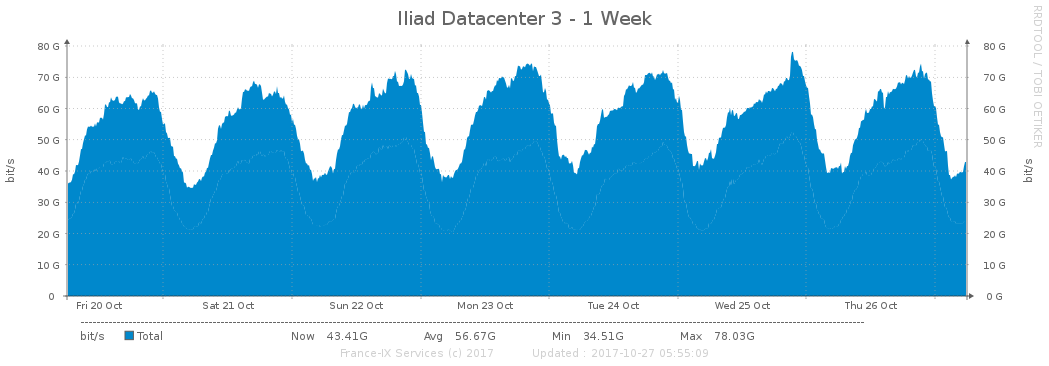 Iliad Datacenter 3 - 1 Week
RRDTOOL / TOBI OETIKER
80 G 80 G
70 G 70 G
60 G 60 G
50 G 50 G
40 G 40 G
30 G 30 G
20 G 20 G
10 G 10 G
0 0 G
bit/s bit/s
Fri 20 Oct Sat 21 Oct Sun 22 Oct Mon 23 Oct Tue 24 Oct Wed 25 Oct Thu 26 Oct
bit/s Total Now 43.41G Avg 56.67G Min 34.51G Max 78.03G
France-IX Services (c) 2017 Updated : 2017-10-27 05:55:09